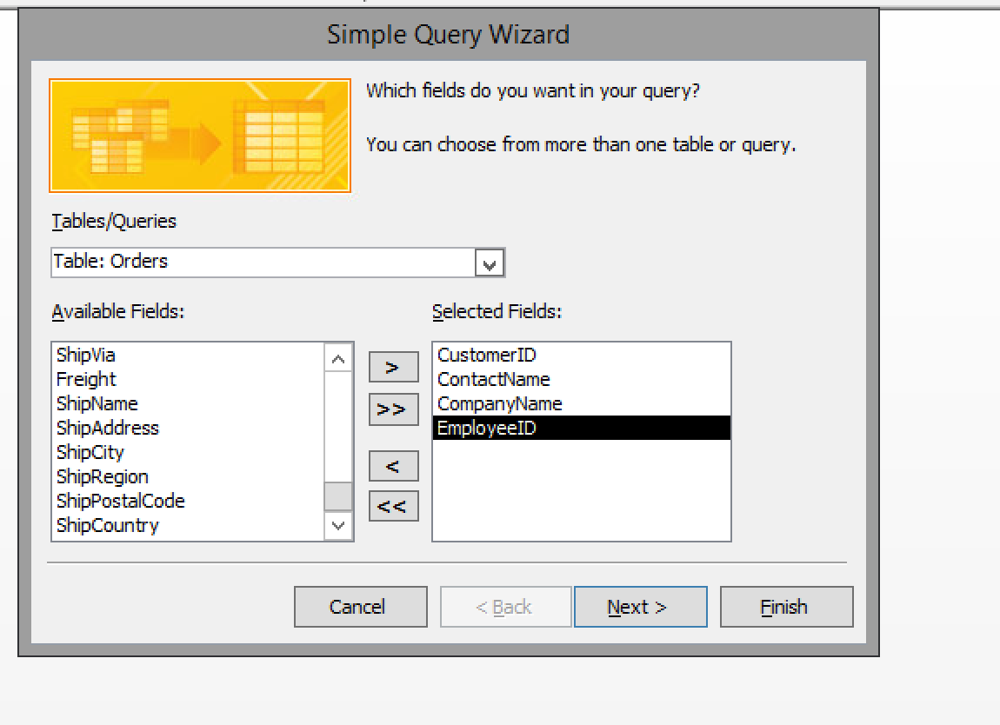 Simple Query Wizard
Which fields do you want in your query?
You can choose from more than one table or query.
Tables/Queries
Table: Orders
Available Fields:
Selected Fields:
ShipVia
Freight
ShipName
ShipAddress
ShipCity
ShipRegion
ShipPostalCode
ShipCountry
>
>>
<
<<
CustomerID
ContactName
CompanyName
EmployeeID
Cancel
< Back
Next >
Finish